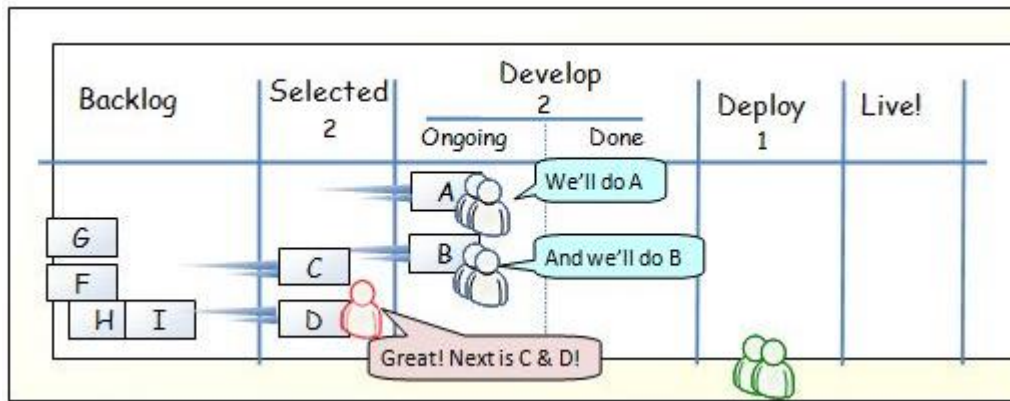 Backlog
Selected
2
Develop
2
Ongoing
Done
Deploy
1
Live!
A
We'll do A
G
B
And we'll do B
C
F
H
I
D
Great! Next is C & D!